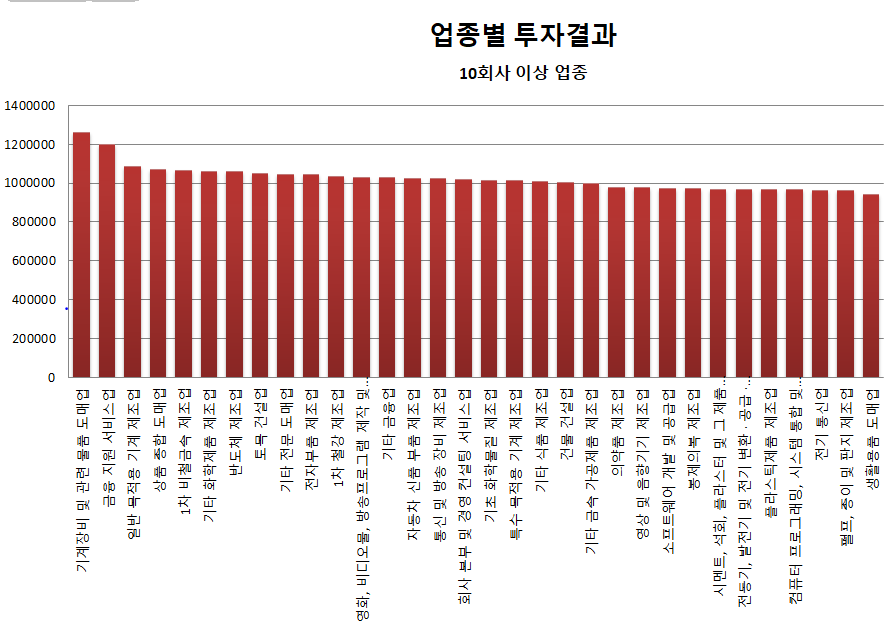 업종별 투자결과
10회사 이상 업종
1400000
1200000
1000000
800000
600000
400000
200000
0
기계장비 및 관련 물품 도매업
금융 지원 서비스업
일반 목적용 기계 제조업
상품 종합 도매업
1차 비철금속 제조업
기타 화학제품 제조업
반도체 제조업
토목 건설업
기타 전문 도매업
전자부품 제조업
1차 철강 제조업
영화, 비디오물, 방송프로그램 제작 및…
기타 금융업
자동차 신품 부품 제조업
통신 및 방송 장비 제조업
회사 본부 및 경영 컨설팅 서비스업
기초 화학물질 제조업
특수 목적용 기계 제조업
기타 식품 제조업
건물 건설업
기타 금속 가공제품 제조업
의약품 제조업
영상 및 음향기기 제조업
소프트웨어 개발 및 공급업
봉제의복 제조업
시멘트, 석회, 플라스터 및 그 제품…
전동기, 발전기 및 전기 변환 · 공급 ·…
플라스틱제품 제조업
컴퓨터 프로그래밍, 시스템 통합 및…
전기 통신업
펄프, 종이 및 판지 제조업
생활용품 도매업